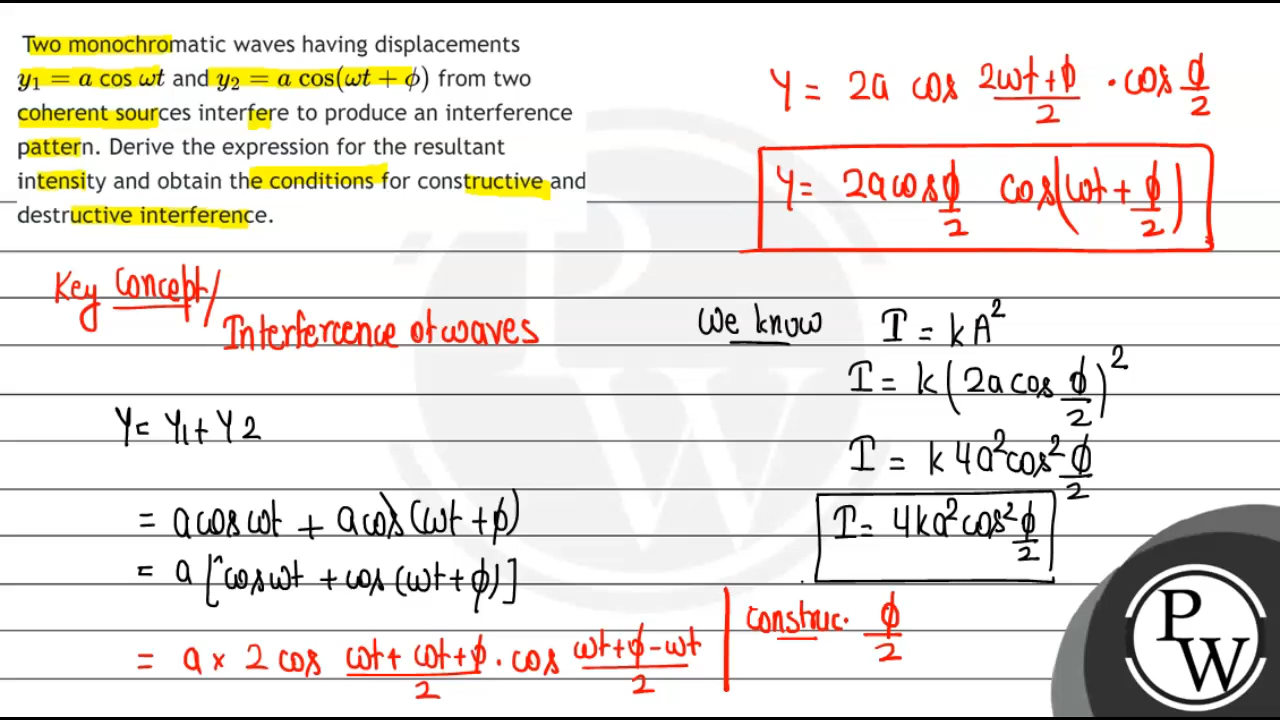 Two monochromatic waves having displacements
y₁ = a cos ωt and y₂ = a cos(ωt + ϕ) from two
coherent sources interfere to produce an interference
pattern. Derive the expression for the resultant
intensity and obtain the conditions for constructive and
destructive interference.
Key Concept/
Interference of waves
Y = Y₁ + Y2
= a cos ωt + a cos (ωt + ϕ)
= a [cos ωt + cos (ωt + ϕ)]
= a × 2 cos (ωt + ωt + ϕ)/2 · cos (ωt + ϕ - ωt)/2
Y = 2a cos (2ωt + ϕ)/2 · cos ϕ/2
Y = 2a cos ϕ/2 cos(ωt + ϕ/2)
We know I = kA²
I = k(2a cos ϕ/2)²
I = k4a²cos² ϕ/2
I = 4ka²cos² ϕ/2
Construc. ϕ/2
PW
PW